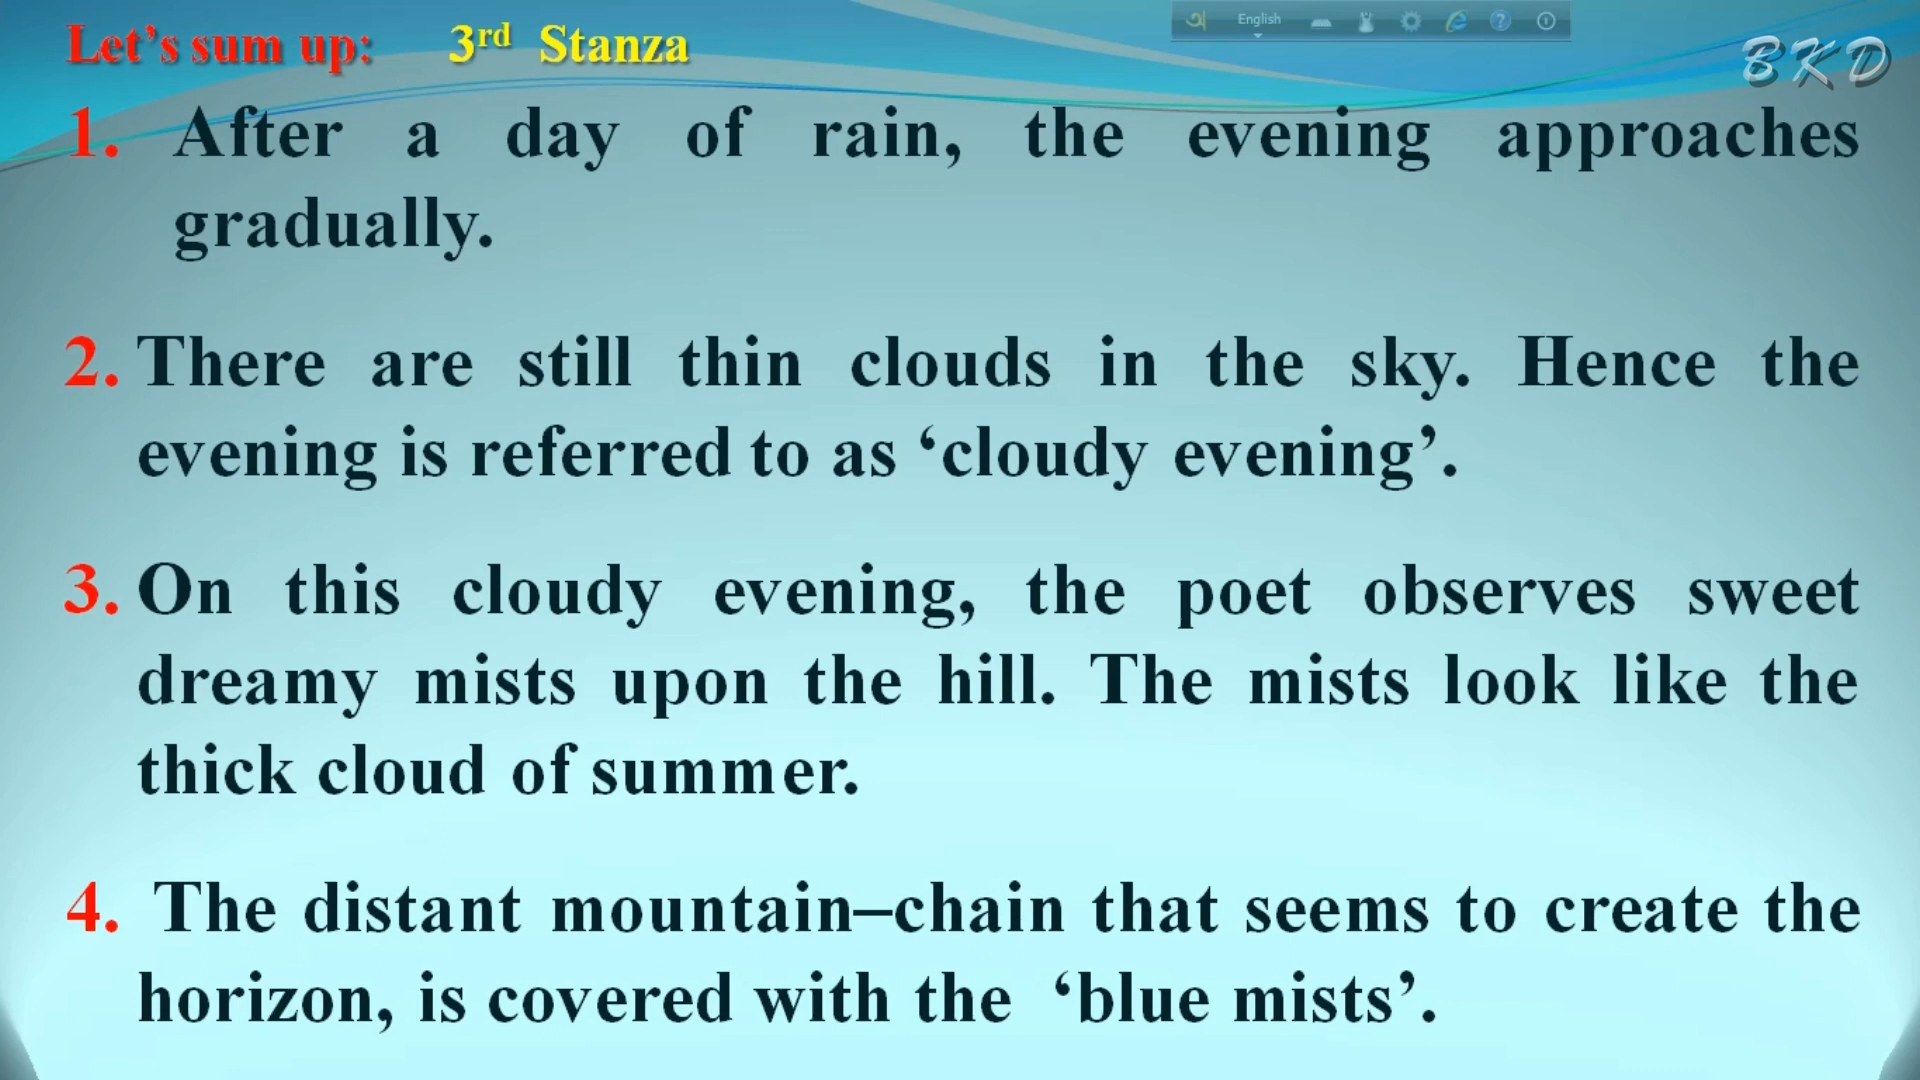 Let’s sum up: 3rd Stanza
English
BKD
1. After a day of rain, the evening approaches
gradually.
2. There are still thin clouds in the sky. Hence the
evening is referred to as ‘cloudy evening’.
3. On this cloudy evening, the poet observes sweet
dreamy mists upon the hill. The mists look like the
thick cloud of summer.
4. The distant mountain–chain that seems to create the
horizon, is covered with the ‘blue mists’.